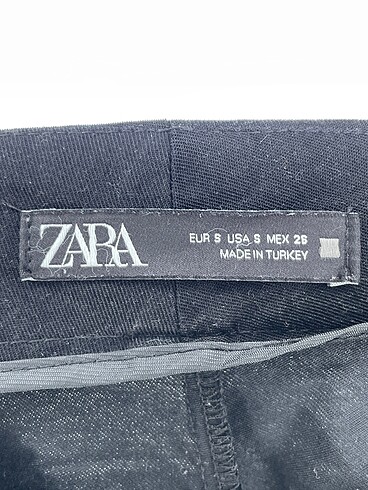 ZARA
EUR S USA S MEX 26
MADE IN TURKEY